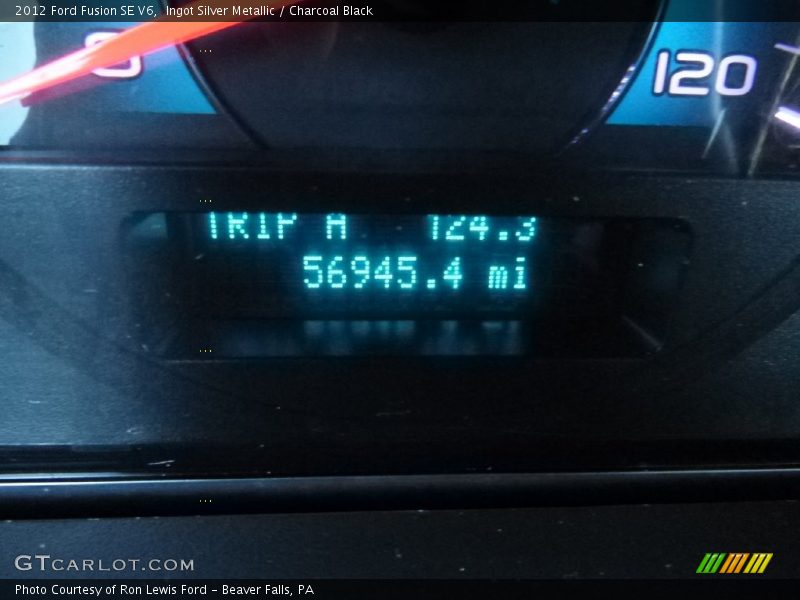 2012 Ford Fusion SE V6, Ingot Silver Metallic / Charcoal Black
0
120
TRIP A 124.3
56945.4 mi
GTCARLOT.COM
Photo Courtesy of Ron Lewis Ford – Beaver Falls, PA